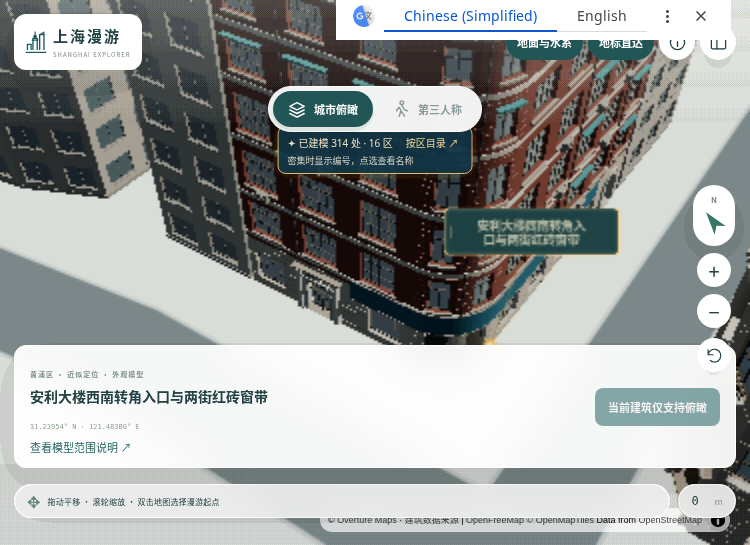 Chinese (Simplified)
English
上海漫游
SHANGHAI EXPLORER
地面与水系
地标直达
城市俯瞰
第三人称
✦ 已建模 314 处 · 16 区 按区目录 ↗
密集时显示编号，点选查看名称
安利大楼西南转角入
口与两街红砖窗带
N
+
−
黄浦区 • 近似定位 • 外观模型
安利大楼西南转角入口与两街红砖窗带
31.23954° N · 121.48380° E
查看模型范围说明 ↗
当前建筑仅支持俯瞰
拖动平移 • 滚轮缩放 • 双击地图选择漫游起点
0 m
© Overture Maps · 建筑数据来源 | OpenFreeMap © OpenMapTiles Data from OpenStreetMap